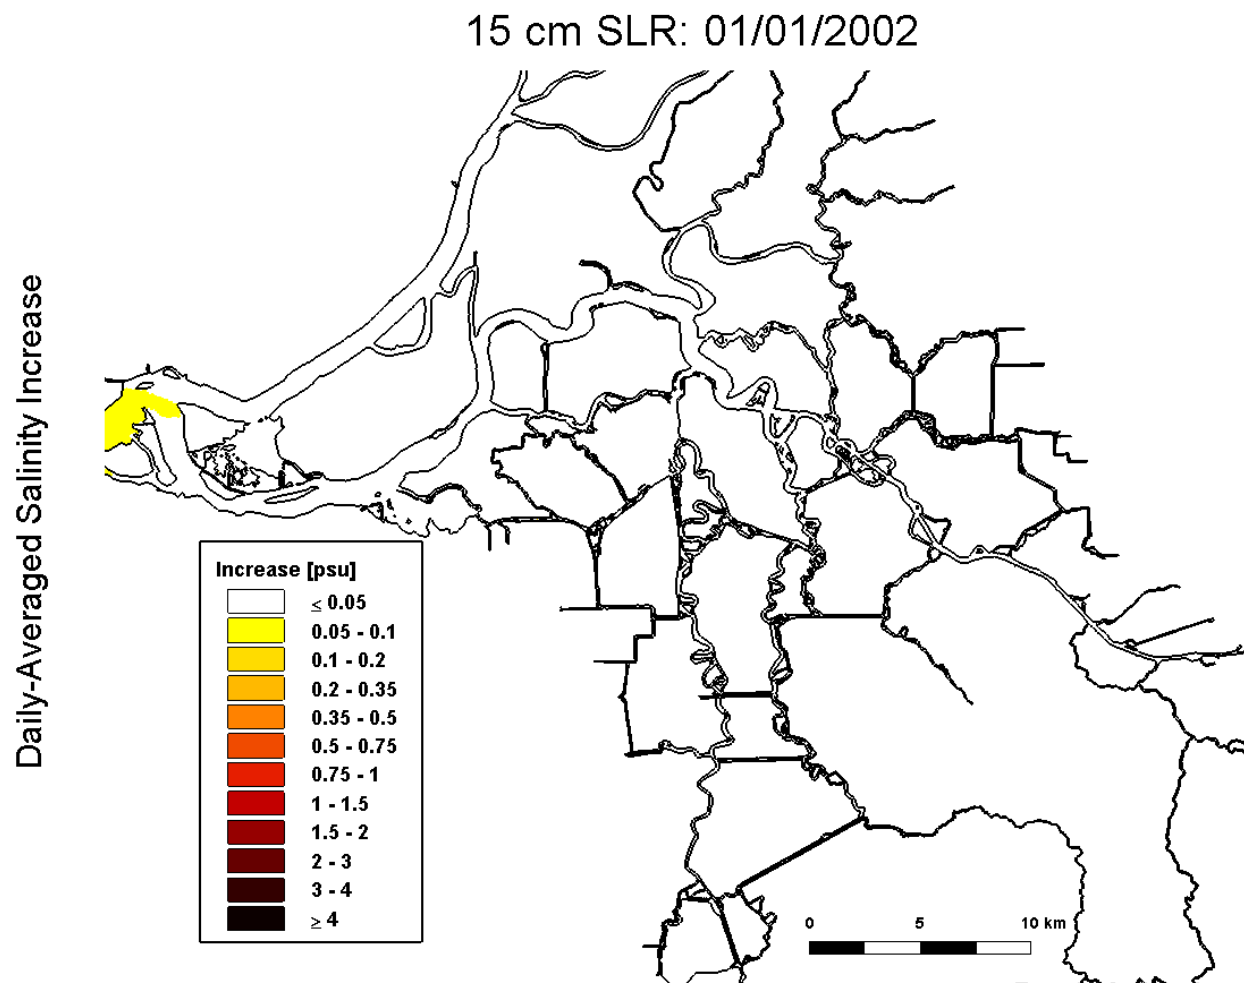 15 cm SLR: 01/01/2002
Daily-Averaged Salinity Increase
Increase [psu]
≤ 0.05
0.05 - 0.1
0.1 - 0.2
0.2 - 0.35
0.35 - 0.5
0.5 - 0.75
0.75 - 1
1 - 1.5
1.5 - 2
2 - 3
3 - 4
≥ 4
0 5 10 km